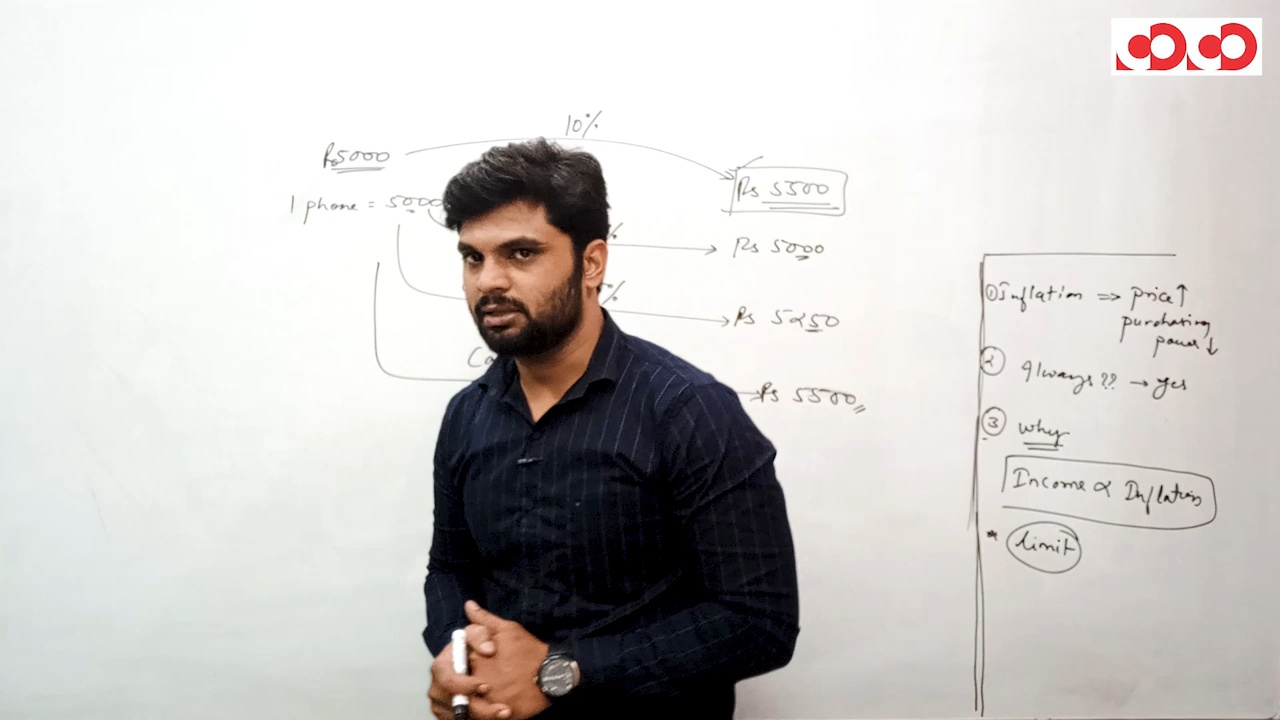 10%
Rs5000
Rs 5500
1 phone = 5000
%
Rs 5000
%
Rs 5250
Ca
Rs 5500
① Inflation ⇒ price ↑
purchasing
power ↓
② Always ?? → yes
③ why
Income ∝ Inflation
* limit